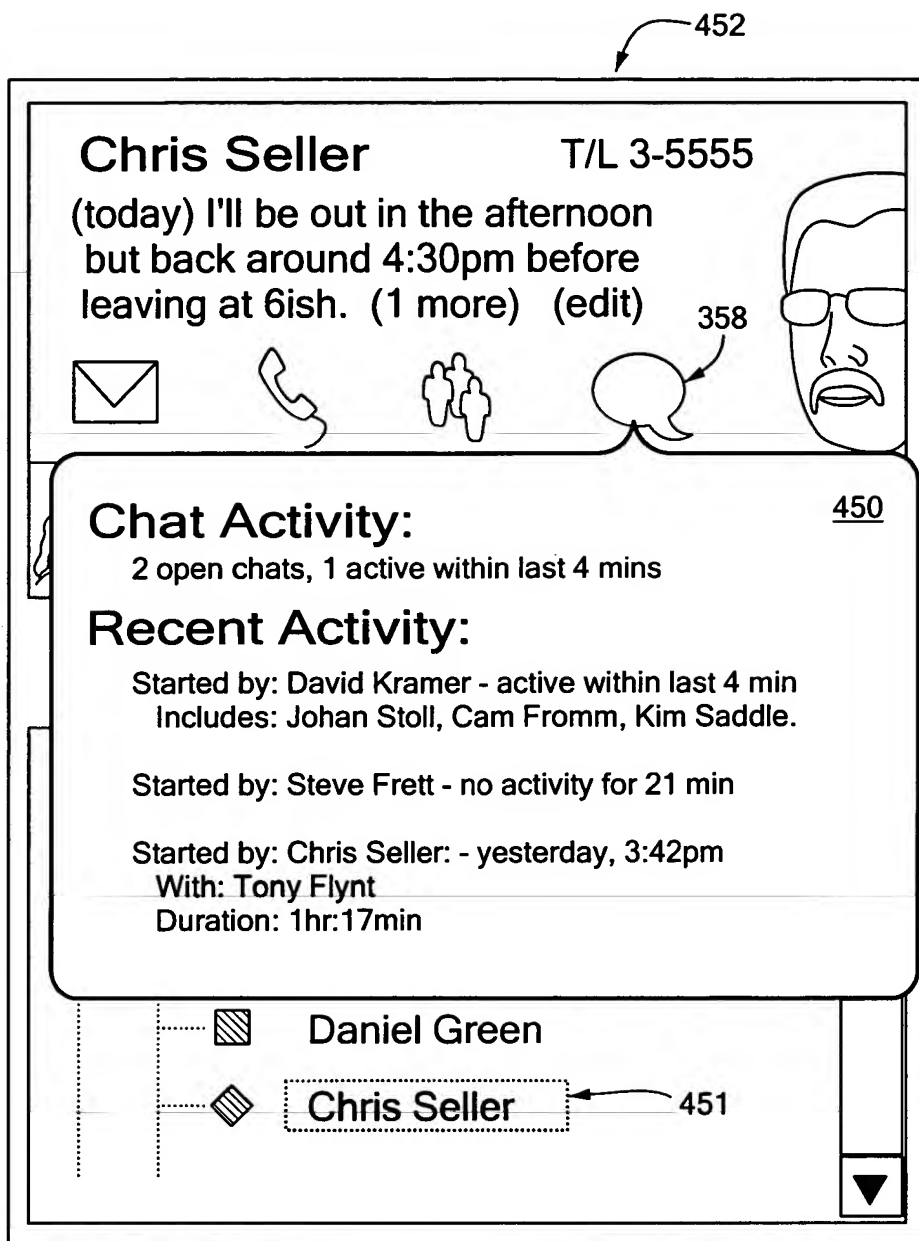 452
Chris Seller T/L 3-5555
(today) I'll be out in the afternoon
but back around 4:30pm before
leaving at 6ish. (1 more) (edit)
358
450
Chat Activity:
2 open chats, 1 active within last 4 mins
Recent Activity:
Started by: David Kramer - active within last 4 min
Includes: Johan Stoll, Cam Fromm, Kim Saddle.
Started by: Steve Frett - no activity for 21 min
Started by: Chris Seller: - yesterday, 3:42pm
With: Tony Flynt
Duration: 1hr:17min
Daniel Green
Chris Seller 451